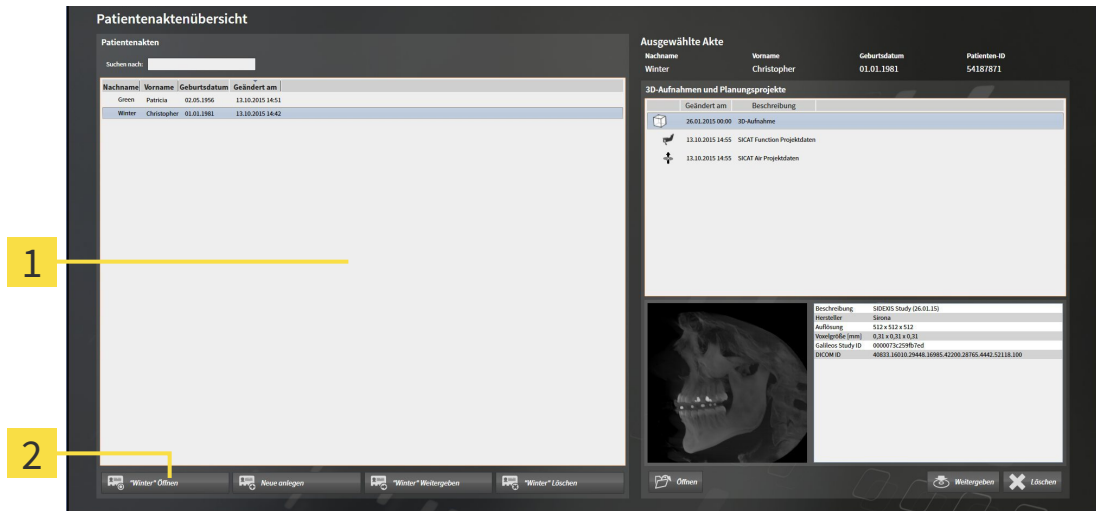 Patientenaktenübersicht
Patientenakten
Suchen nach:
Nachname Vorname Geburtsdatum Geändert am
Green Patricia 02.05.1956 13.10.2015 14:51
Winter Christopher 01.01.1981 13.10.2015 14:42
1
2
"Winter" Öffnen
Neue anlegen
"Winter" Weitergeben
"Winter" Löschen
Ausgewählte Akte
Nachname Vorname Geburtsdatum Patienten-ID
Winter Christopher 01.01.1981 54187871
3D-Aufnahmen und Planungsprojekte
Geändert am Beschreibung
26.01.2015 00:00 3D-Aufnahme
13.10.2015 14:55 SICAT Function Projektdaten
13.10.2015 14:55 SICAT Air Projektdaten
Beschreibung SIDEXIS Study (26.01.15)
Hersteller Sirona
Auflösung 512 x 512 x 512
Voxelgröße [mm] 0,31 x 0,31 x 0,31
Galileos Study ID 0000073c259fb7ed
DICOM ID 40833.16010.29448.16985.42200.28765.4442.52118.100
Öffnen
Weitergeben
Löschen